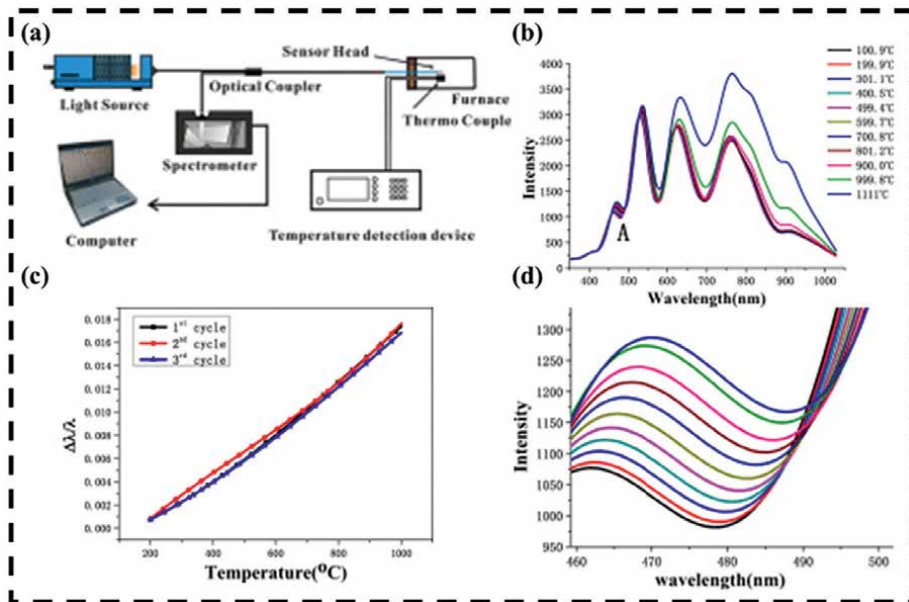 (a)
Sensor Head
Optical Coupler
Light Source
Furnace
Thermo Couple
Spectrometer
Computer
Temperature detection device
(b)
100.9℃
199.9℃
301.1℃
400.5℃
499.4℃
599.7℃
700.8℃
801.2℃
900.0℃
999.8℃
1111℃
4000
3500
3000
2500
2000
1500
1000
500
0
Intensity
A
400 500 600 700 800 900 1000
Wavelength(nm)
(c)
1st cycle
2nd cycle
3rd cycle
0.018
0.016
0.014
0.012
0.010
0.008
0.006
0.004
0.002
0.000
Δλ/λ
200 400 600 800 1000
Temperature(⁰C)
(d)
1300
1250
1200
1150
1100
1050
1000
950
Intensity
460 470 480 490 500
wavelength(nm)